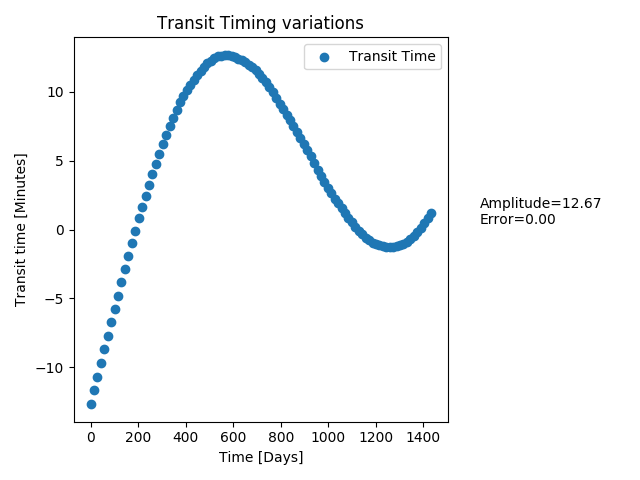 Transit Timing variations
Transit Time
Transit time [Minutes]
10
5
0
−5
−10
0 200 400 600 800 1000 1200 1400
Time [Days]
Amplitude=12.67
Error=0.00